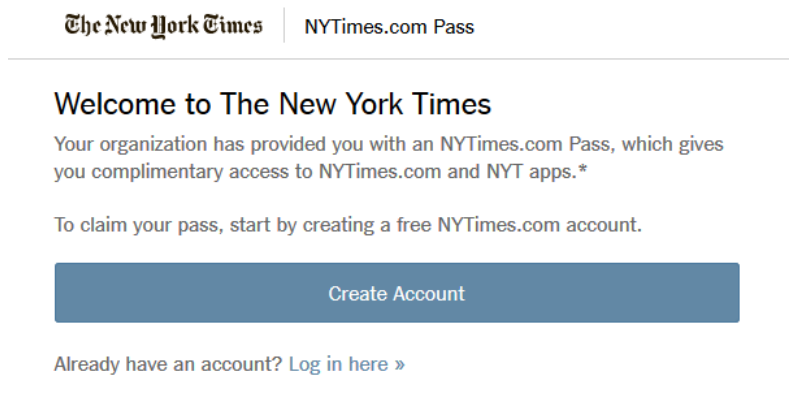 The New York Times NYTimes.com Pass
Welcome to The New York Times
Your organization has provided you with an NYTimes.com Pass, which gives
you complimentary access to NYTimes.com and NYT apps.*
To claim your pass, start by creating a free NYTimes.com account.
Create Account
Already have an account? Log in here »